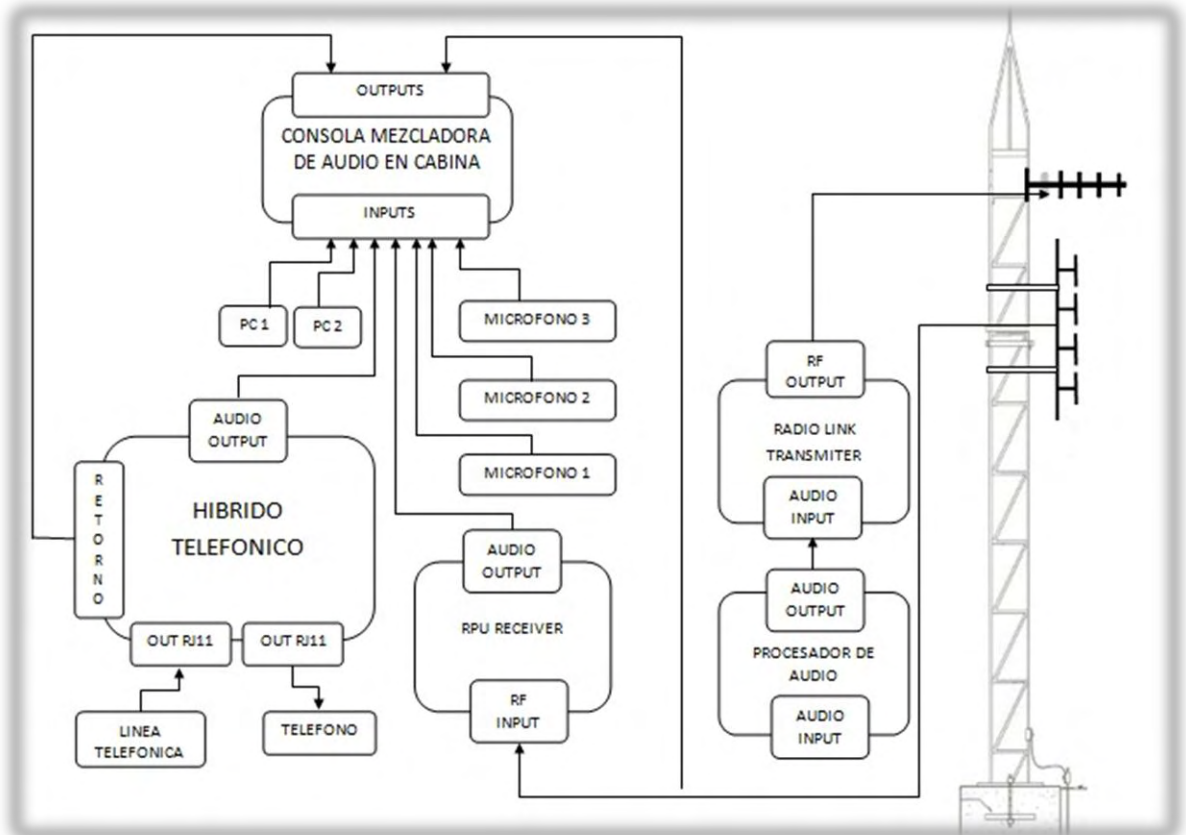 OUTPUTS
CONSOLA MEZCLADORA
DE AUDIO EN CABINA
INPUTS
PC 1
PC 2
MICROFONO 3
MICROFONO 2
MICROFONO 1
AUDIO
OUTPUT
RETORNO
HIBRIDO
TELEFONICO
OUT RJ11
OUT RJ11
LINEA
TELEFONICA
TELEFONO
AUDIO
OUTPUT
RPU RECEIVER
RF
INPUT
RF
OUTPUT
RADIO LINK
TRANSMITER
AUDIO
INPUT
AUDIO
OUTPUT
PROCESADOR DE
AUDIO
AUDIO
INPUT